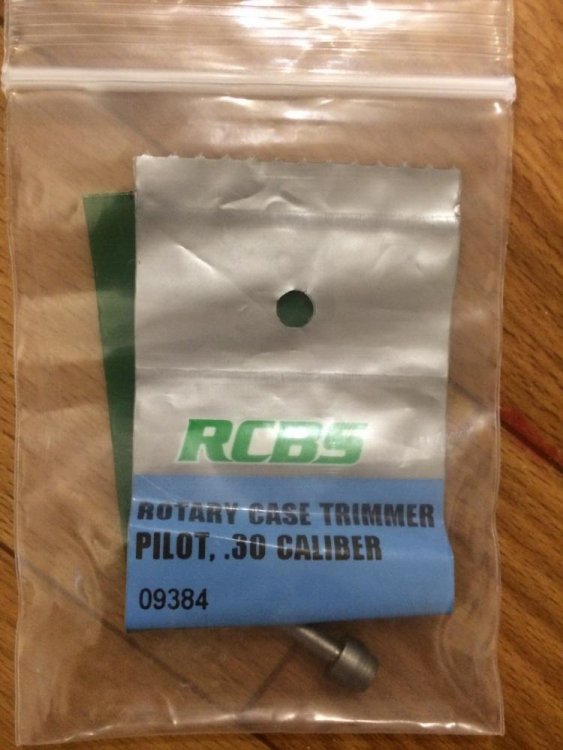 RCBS
ROTARY CASE TRIMMER
PILOT, .30 CALIBER
09384